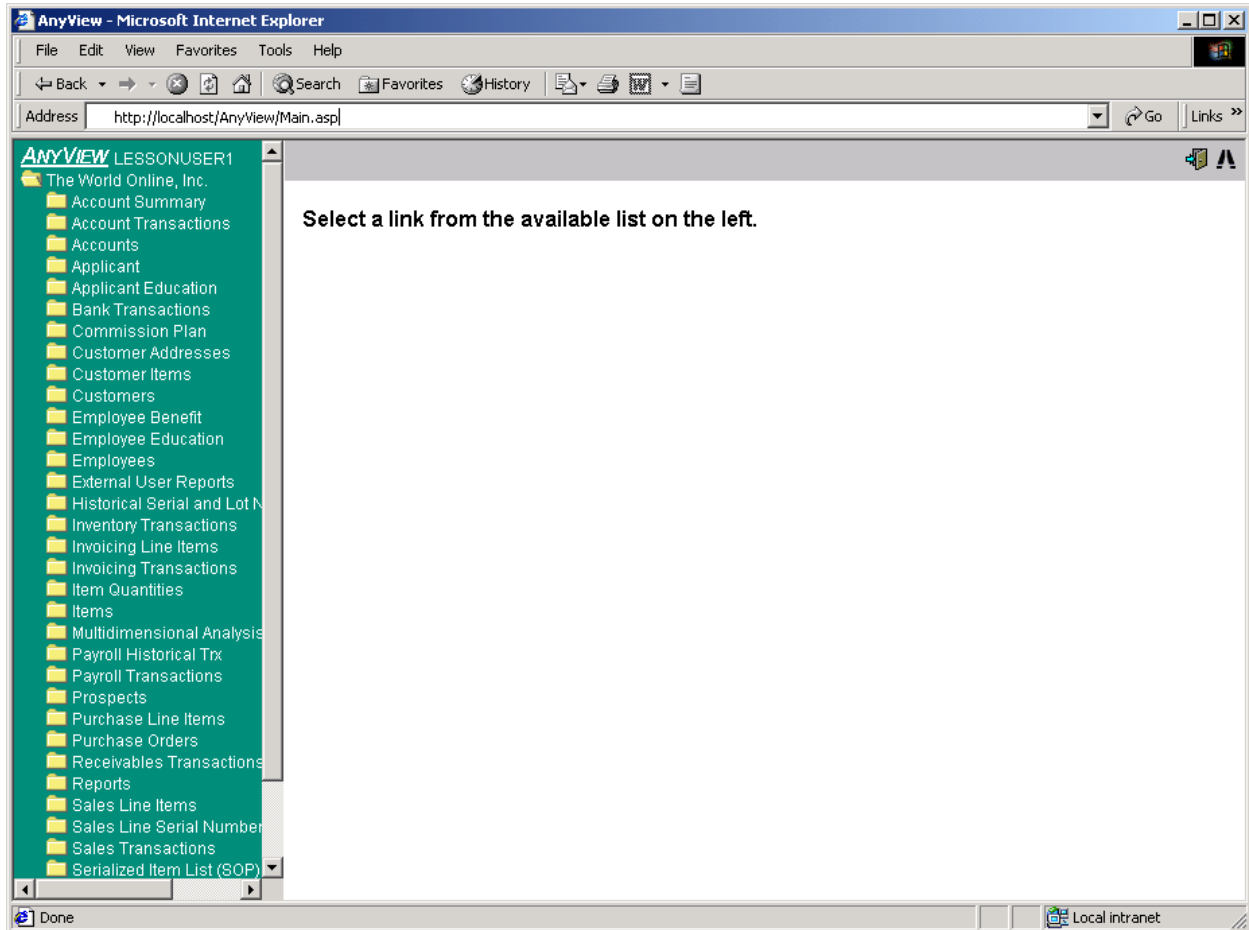 AnyView - Microsoft Internet Explorer
File Edit View Favorites Tools Help
Back Search Favorites History
Address http://localhost/AnyView/Main.asp Go Links »
ANYVIEW LESSONUSER1
The World Online, Inc.
Account Summary
Account Transactions
Accounts
Applicant
Applicant Education
Bank Transactions
Commission Plan
Customer Addresses
Customer Items
Customers
Employee Benefit
Employee Education
Employees
External User Reports
Historical Serial and Lot N
Inventory Transactions
Invoicing Line Items
Invoicing Transactions
Item Quantities
Items
Multidimensional Analysis
Payroll Historical Trx
Payroll Transactions
Prospects
Purchase Line Items
Purchase Orders
Receivables Transactions
Reports
Sales Line Items
Sales Line Serial Number
Sales Transactions
Serialized Item List (SOP)
Select a link from the available list on the left.
Done Local intranet